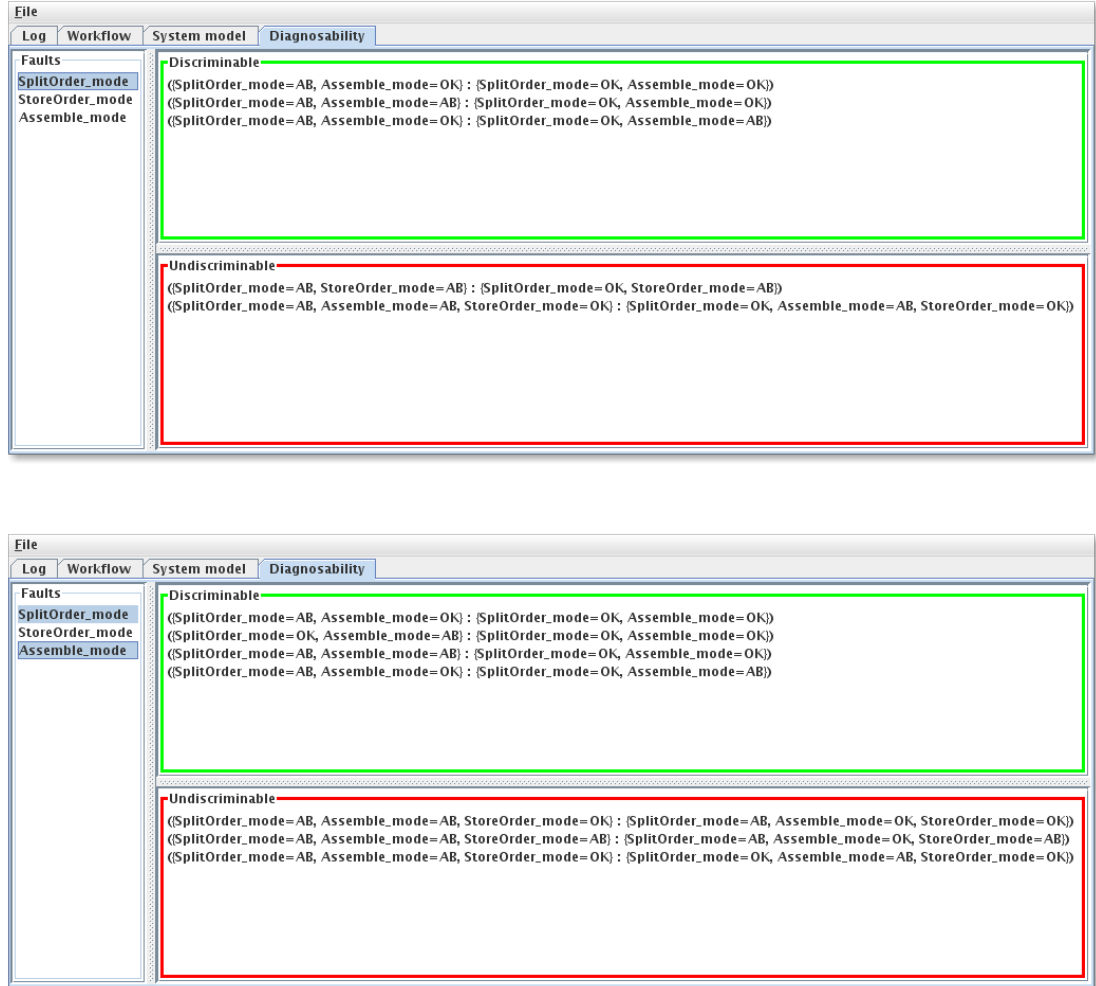 File
Log Workflow System model Diagnosability
Faults
SplitOrder_mode
StoreOrder_mode
Assemble_mode
Discriminable
({SplitOrder_mode=AB, Assemble_mode=OK} : {SplitOrder_mode=OK, Assemble_mode=OK})
({SplitOrder_mode=AB, Assemble_mode=AB} : {SplitOrder_mode=OK, Assemble_mode=OK})
({SplitOrder_mode=AB, Assemble_mode=OK} : {SplitOrder_mode=OK, Assemble_mode=AB})
Undiscriminable
({SplitOrder_mode=AB, StoreOrder_mode=AB} : {SplitOrder_mode=OK, StoreOrder_mode=AB})
({SplitOrder_mode=AB, Assemble_mode=AB, StoreOrder_mode=OK} : {SplitOrder_mode=OK, Assemble_mode=AB, StoreOrder_mode=OK})
File
Log Workflow System model Diagnosability
Faults
SplitOrder_mode
StoreOrder_mode
Assemble_mode
Discriminable
({SplitOrder_mode=AB, Assemble_mode=OK} : {SplitOrder_mode=OK, Assemble_mode=OK})
({SplitOrder_mode=OK, Assemble_mode=AB} : {SplitOrder_mode=OK, Assemble_mode=OK})
({SplitOrder_mode=AB, Assemble_mode=AB} : {SplitOrder_mode=OK, Assemble_mode=OK})
({SplitOrder_mode=AB, Assemble_mode=OK} : {SplitOrder_mode=OK, Assemble_mode=AB})
Undiscriminable
({SplitOrder_mode=AB, Assemble_mode=AB, StoreOrder_mode=OK} : {SplitOrder_mode=AB, Assemble_mode=OK, StoreOrder_mode=OK})
({SplitOrder_mode=AB, Assemble_mode=AB, StoreOrder_mode=AB} : {SplitOrder_mode=AB, Assemble_mode=OK, StoreOrder_mode=AB})
({SplitOrder_mode=AB, Assemble_mode=AB, StoreOrder_mode=OK} : {SplitOrder_mode=OK, Assemble_mode=AB, StoreOrder_mode=OK})